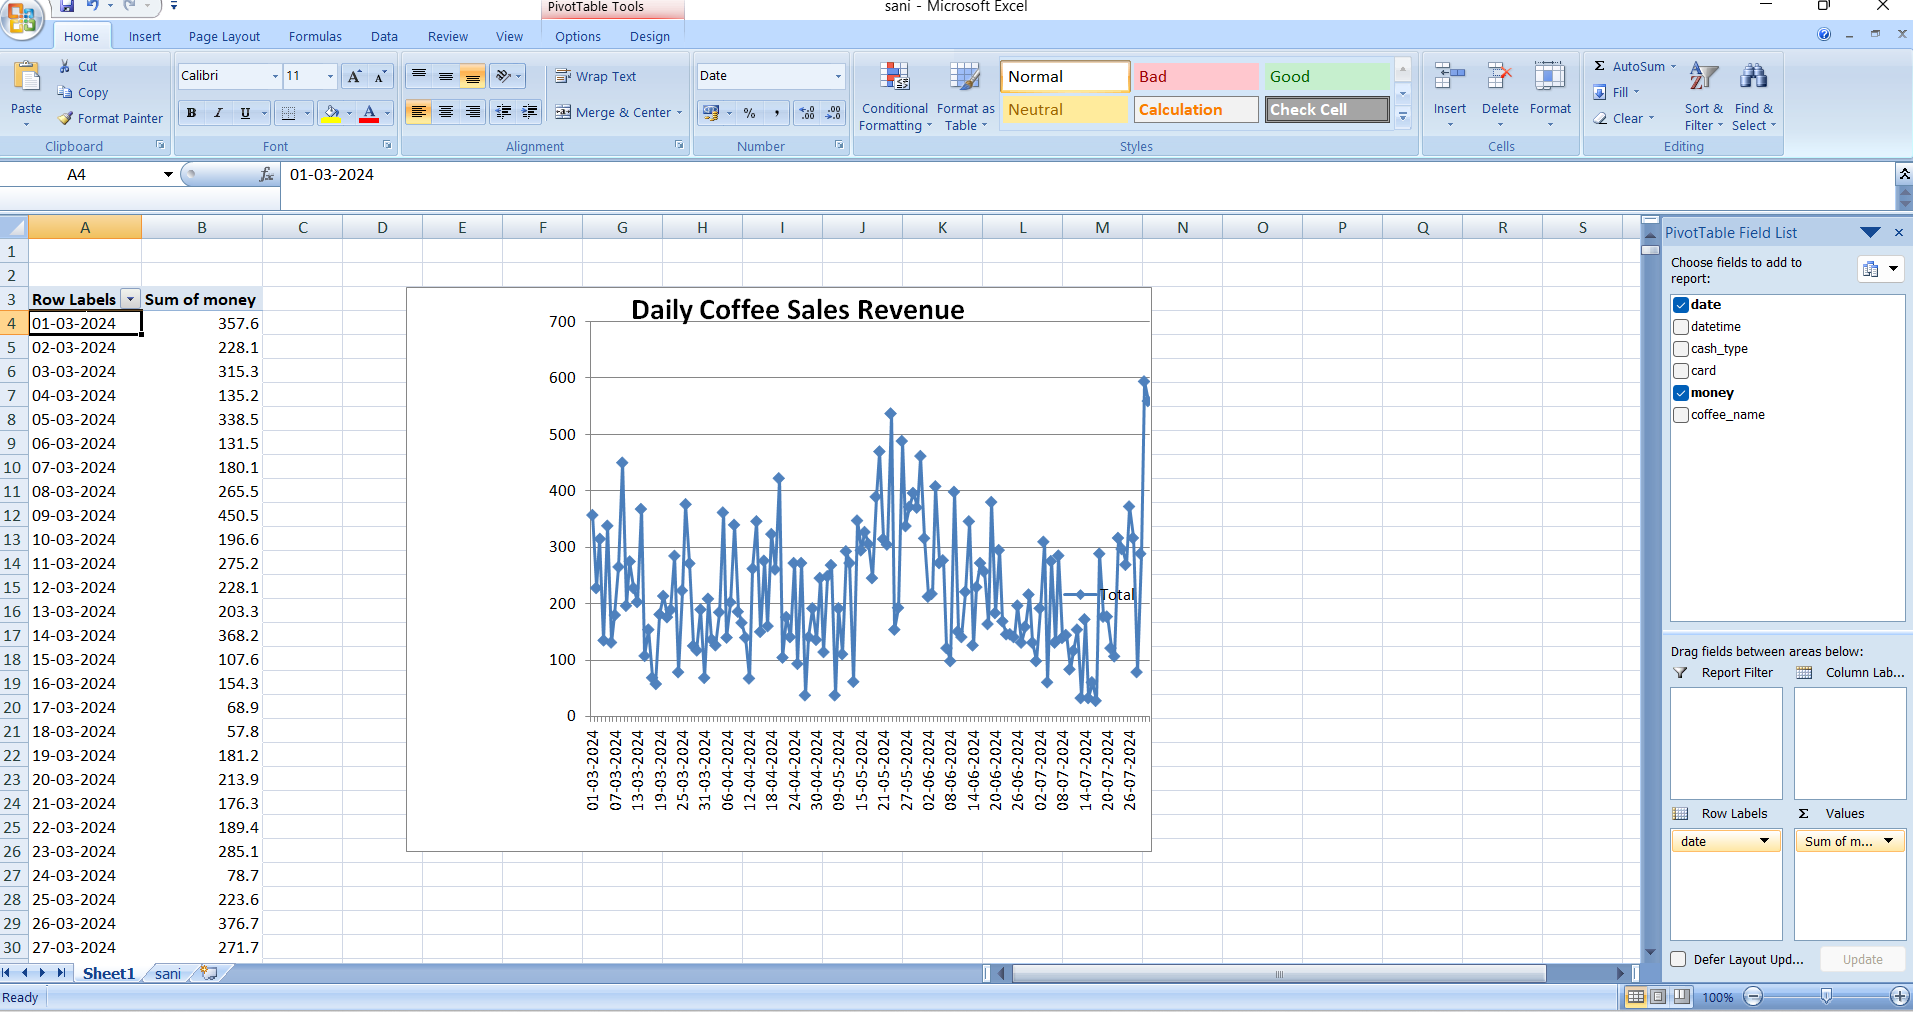 PivotTable Tools
sani - Microsoft Excel
Home Insert Page Layout Formulas Data Review View Options Design
Paste
Cut
Copy
Format Painter
Clipboard
Calibri 11
B I U
Font
Wrap Text
Merge & Center
Alignment
Date
% ,
Number
Conditional Formatting
Format as Table
Normal Bad Good
Neutral Calculation Check Cell
Styles
Insert Delete Format
Cells
Σ AutoSum
Fill
Clear
Sort & Filter
Find & Select
Editing
A4 fx 01-03-2024
A B C D E F G H I J K L M N O P Q R S
1
2
3 Row Labels Sum of money
4 01-03-2024 357.6
5 02-03-2024 228.1
6 03-03-2024 315.3
7 04-03-2024 135.2
8 05-03-2024 338.5
9 06-03-2024 131.5
10 07-03-2024 180.1
11 08-03-2024 265.5
12 09-03-2024 450.5
13 10-03-2024 196.6
14 11-03-2024 275.2
15 12-03-2024 228.1
16 13-03-2024 203.3
17 14-03-2024 368.2
18 15-03-2024 107.6
19 16-03-2024 154.3
20 17-03-2024 68.9
21 18-03-2024 57.8
22 19-03-2024 181.2
23 20-03-2024 213.9
24 21-03-2024 176.3
25 22-03-2024 189.4
26 23-03-2024 285.1
27 24-03-2024 78.7
28 25-03-2024 223.6
29 26-03-2024 376.7
30 27-03-2024 271.7
Daily Coffee Sales Revenue
700
600
500
400
300
200
100
0
Total
01-03-2024
07-03-2024
13-03-2024
19-03-2024
25-03-2024
31-03-2024
06-04-2024
12-04-2024
18-04-2024
24-04-2024
30-04-2024
09-05-2024
15-05-2024
21-05-2024
27-05-2024
02-06-2024
08-06-2024
14-06-2024
20-06-2024
26-06-2024
02-07-2024
08-07-2024
14-07-2024
20-07-2024
26-07-2024
PivotTable Field List
Choose fields to add to
report:
date
datetime
cash_type
card
money
coffee_name
Drag fields between areas below:
Report Filter Column Lab...
Row Labels Σ Values
date Sum of m...
Defer Layout Upd... Update
Sheet1 sani
Ready 100%